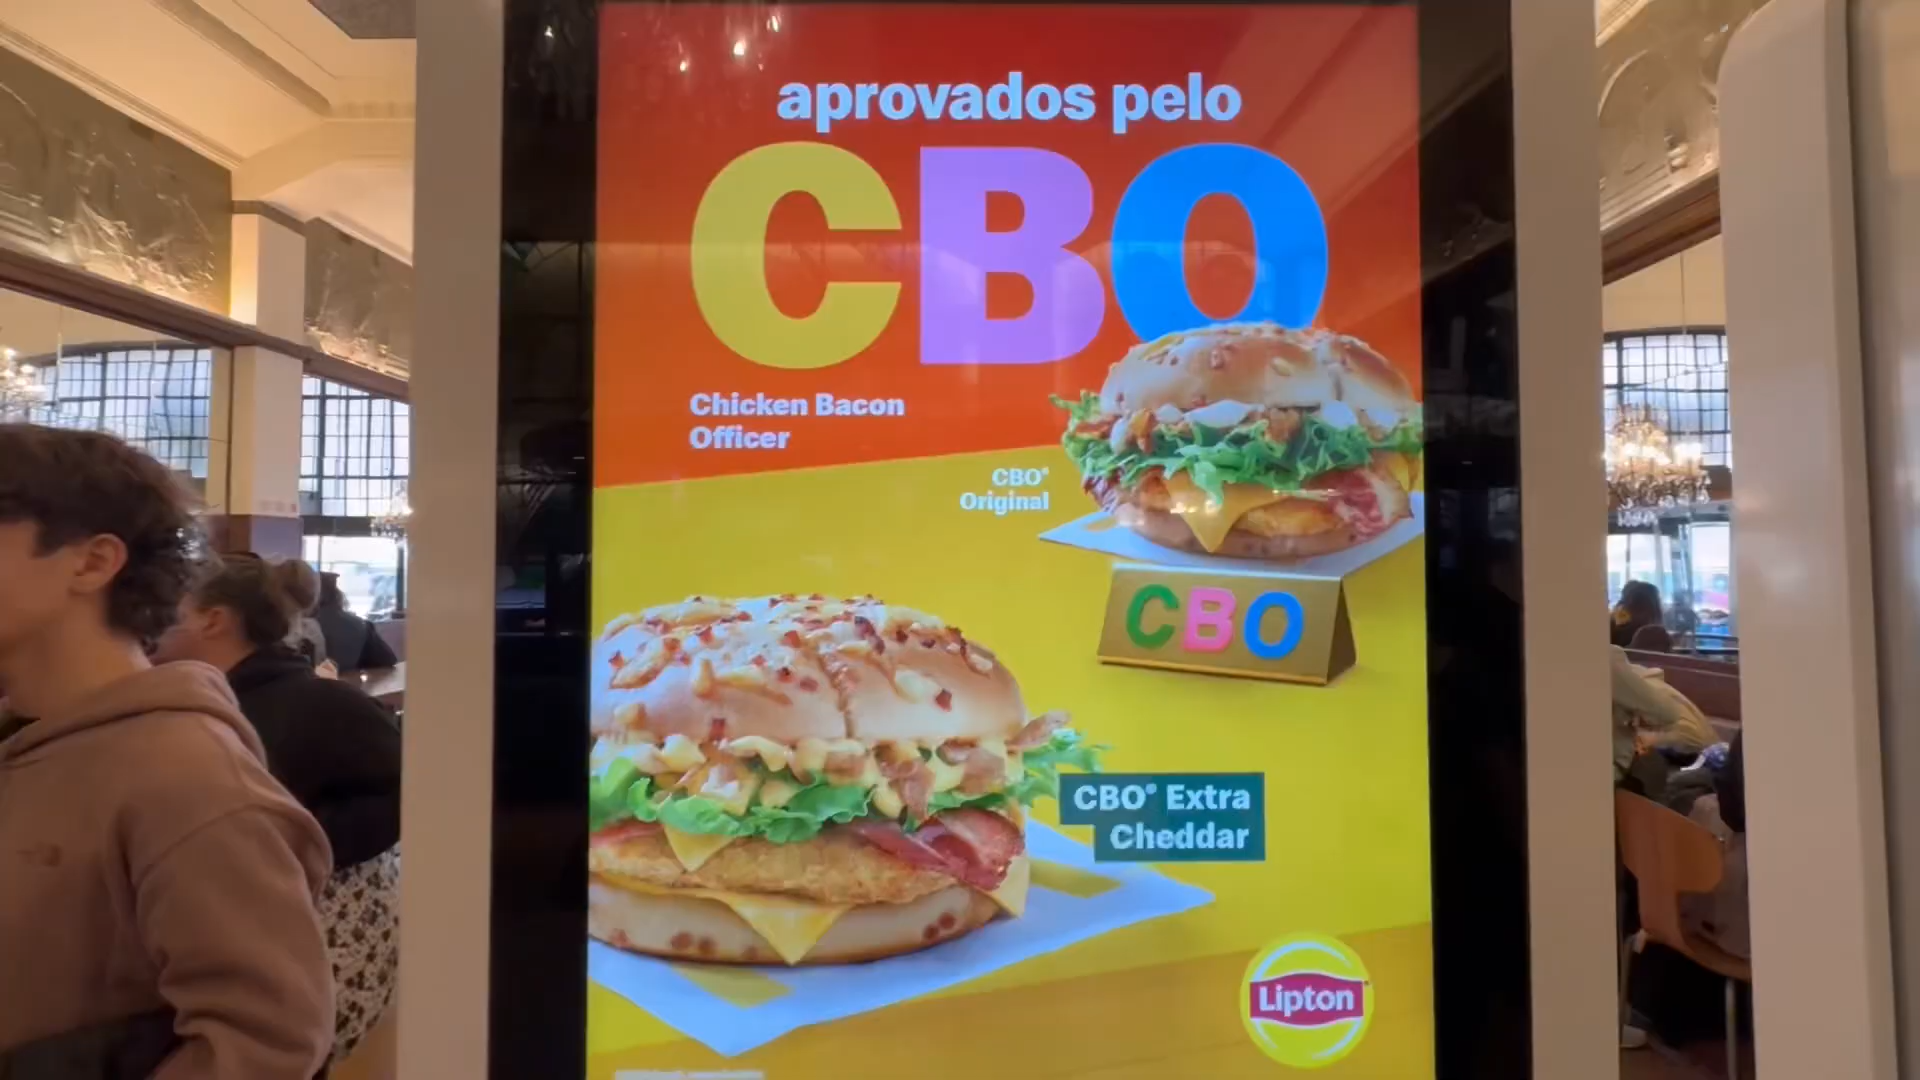 aprovados pelo
CBO
Chicken Bacon
Officer
CBO®
Original
CBO
CBO® Extra
Cheddar
Lipton